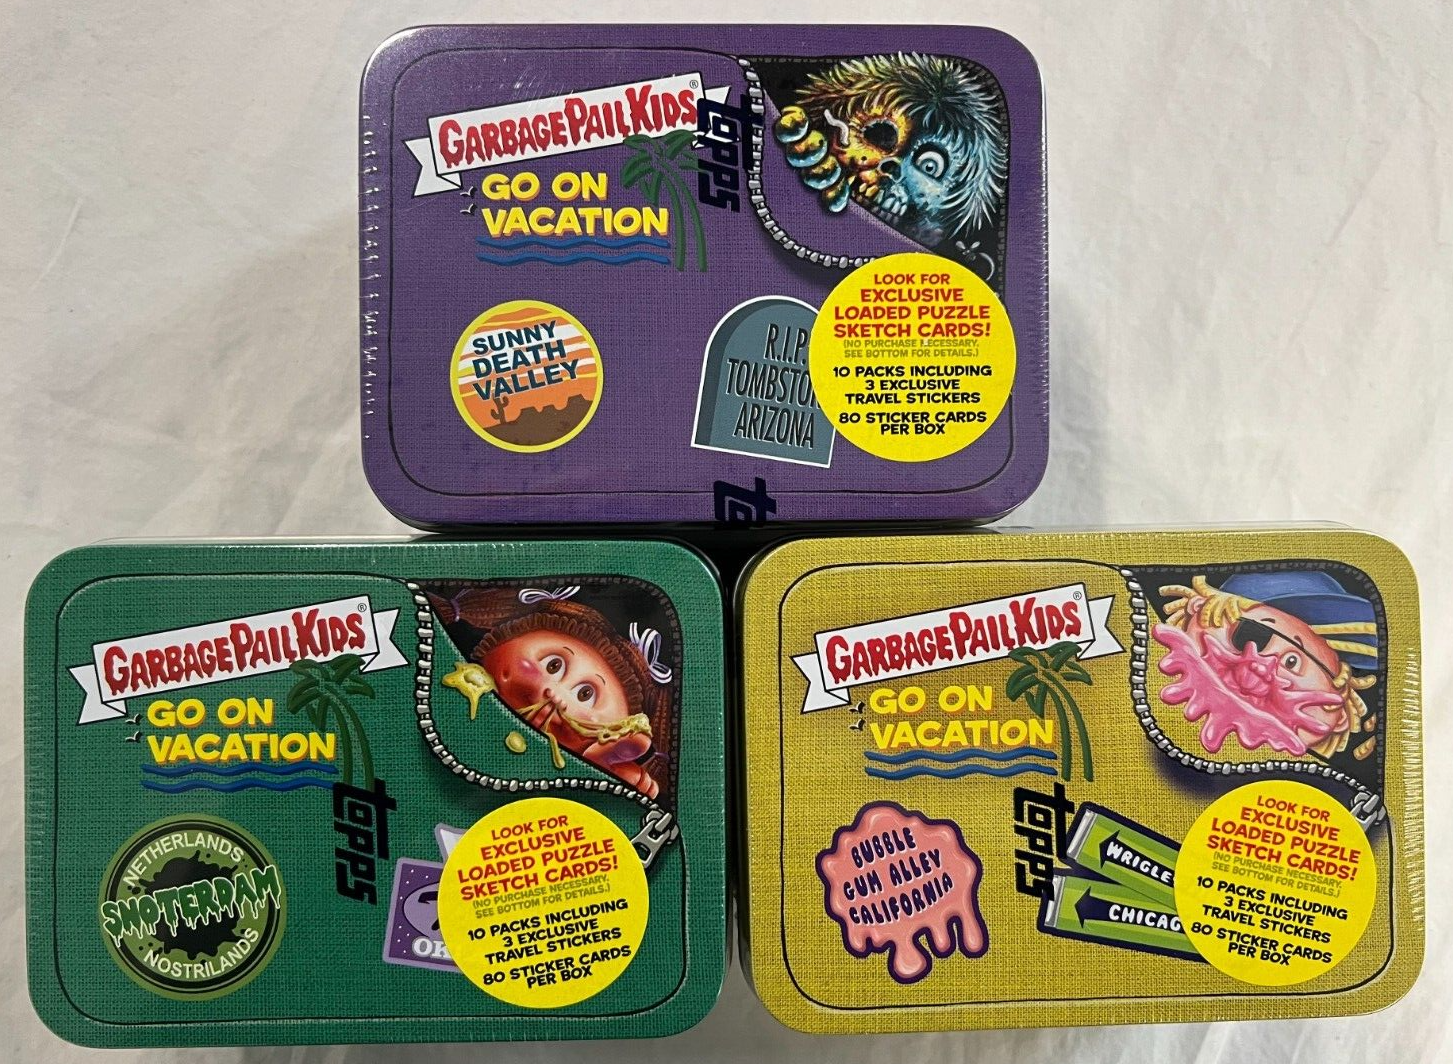 GARBAGE PAIL KIDS®
GO ON
VACATION
topps
SUNNY
DEATH
VALLEY
R.I.P.
TOMBSTON
ARIZONA
LOOK FOR
EXCLUSIVE
LOADED PUZZLE
SKETCH CARDS!
(NO PURCHASE NECESSARY.
SEE BOTTOM FOR DETAILS.)
10 PACKS INCLUDING
3 EXCLUSIVE
TRAVEL STICKERS
80 STICKER CARDS
PER BOX
to
GARBAGE PAIL KIDS®
GO ON
VACATION
topps
NETHERLANDS
SNOTERDAM
NOSTRILANDS
OK
LOOK FOR
EXCLUSIVE
LOADED PUZZLE
SKETCH CARDS!
(NO PURCHASE NECESSARY.
SEE BOTTOM FOR DETAILS.)
10 PACKS INCLUDING
3 EXCLUSIVE
TRAVEL STICKERS
80 STICKER CARDS
PER BOX
GARBAGE PAIL KIDS®
GO ON
VACATION
topps
BUBBLE
GUM ALLEY
CALIFORNIA
WRIGLE
CHICAG
LOOK FOR
EXCLUSIVE
LOADED PUZZLE
SKETCH CARDS!
(NO PURCHASE NECESSARY.
SEE BOTTOM FOR DETAILS.)
10 PACKS INCLUDING
3 EXCLUSIVE
TRAVEL STICKERS
80 STICKER CARDS
PER BOX